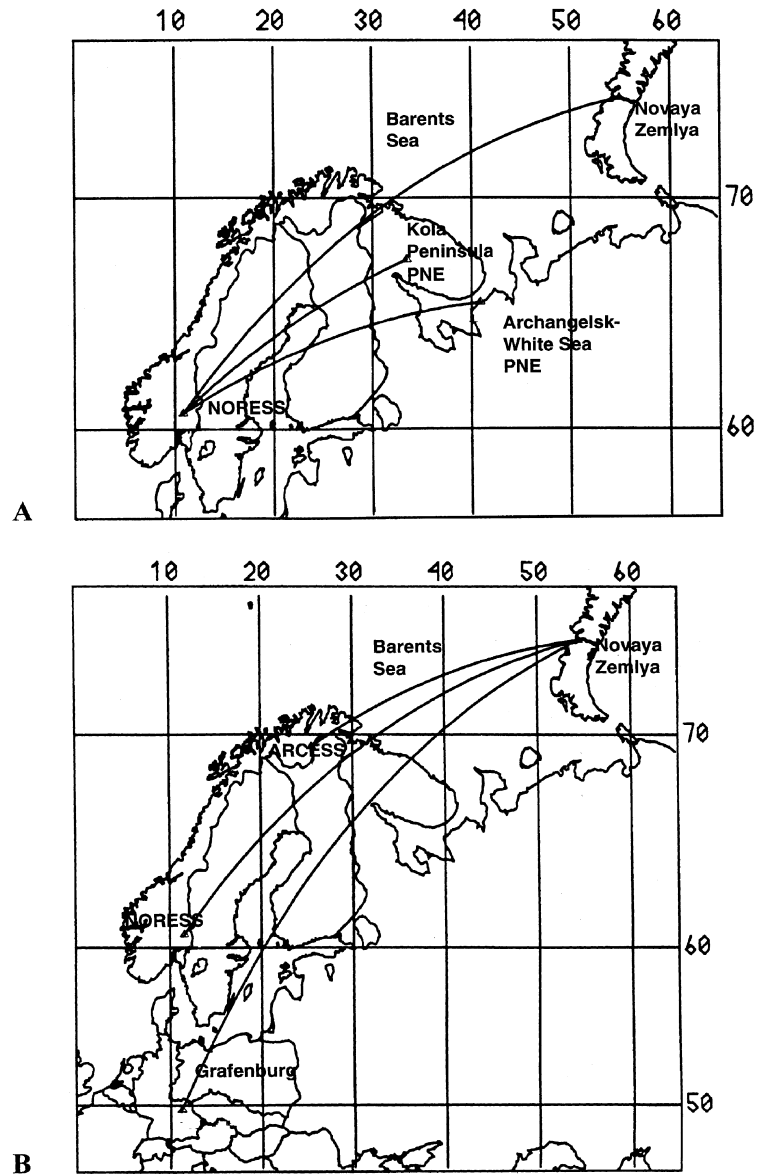 10 20 30 40 50 60
Barents
Sea
Novaya
Zemlya
70
Kola
Peninsula
PNE
Archangelsk-
White Sea
PNE
NORESS
60
A
10 20 30 40 50 60
Barents
Sea
Novaya
Zemlya
70
ARCESS
NORESS
60
Grafenburg
50
B